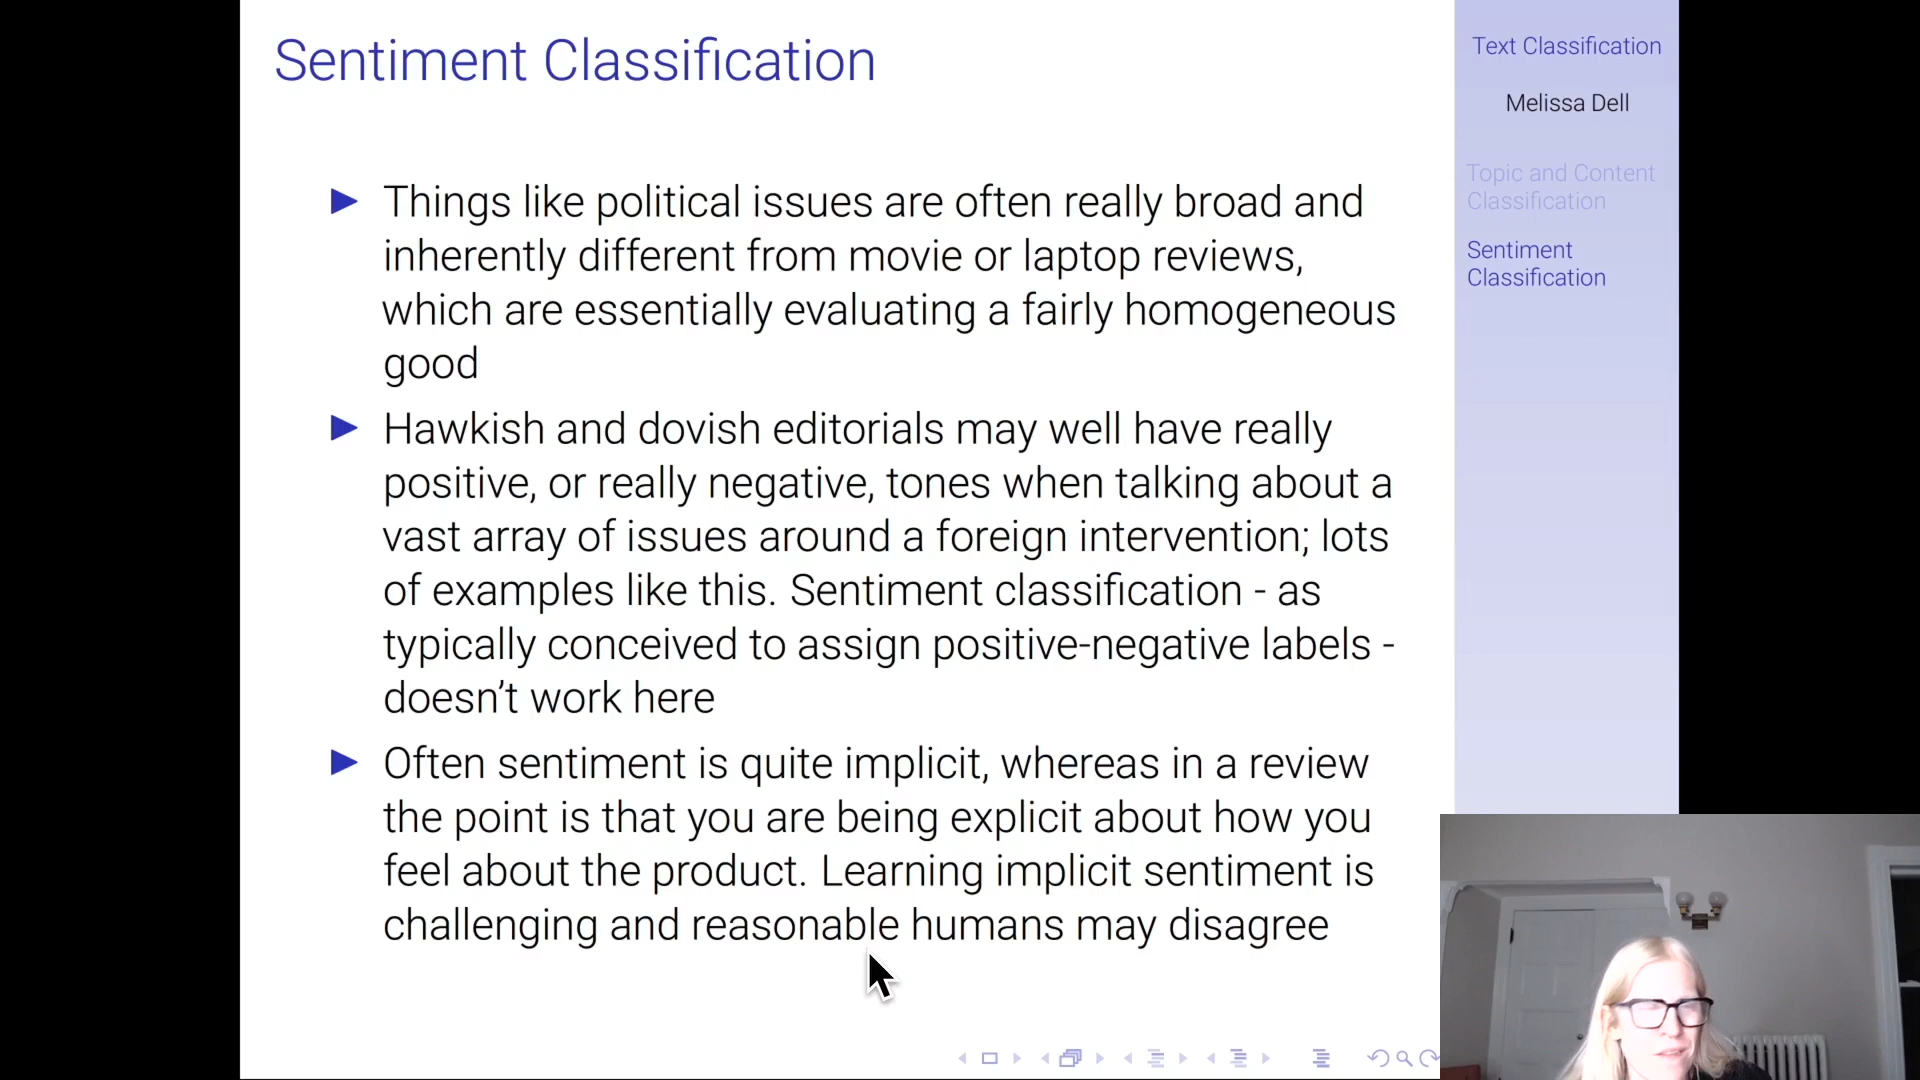 Sentiment Classification
Things like political issues are often really broad and
inherently different from movie or laptop reviews,
which are essentially evaluating a fairly homogeneous
good
Hawkish and dovish editorials may well have really
positive, or really negative, tones when talking about a
vast array of issues around a foreign intervention; lots
of examples like this. Sentiment classification - as
typically conceived to assign positive-negative labels -
doesn't work here
Often sentiment is quite implicit, whereas in a review
the point is that you are being explicit about how you
feel about the product. Learning implicit sentiment is
challenging and reasonable humans may disagree
Text Classification
Melissa Dell
Topic and Content
Classification
Sentiment
Classification